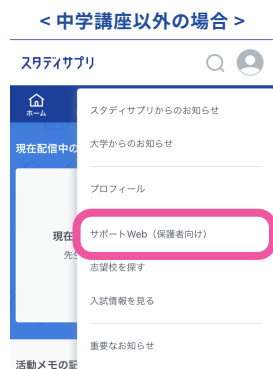 <中学講座以外の場合>
スタディサプリ
ホーム
スタディサプリからのお知らせ
大学からのお知らせ
現在配信中の
プロフィール
現在
サポートWeb（保護者向け）
先生
志望校を探す
入試情報を見る
重要なお知らせ
活動メモの記